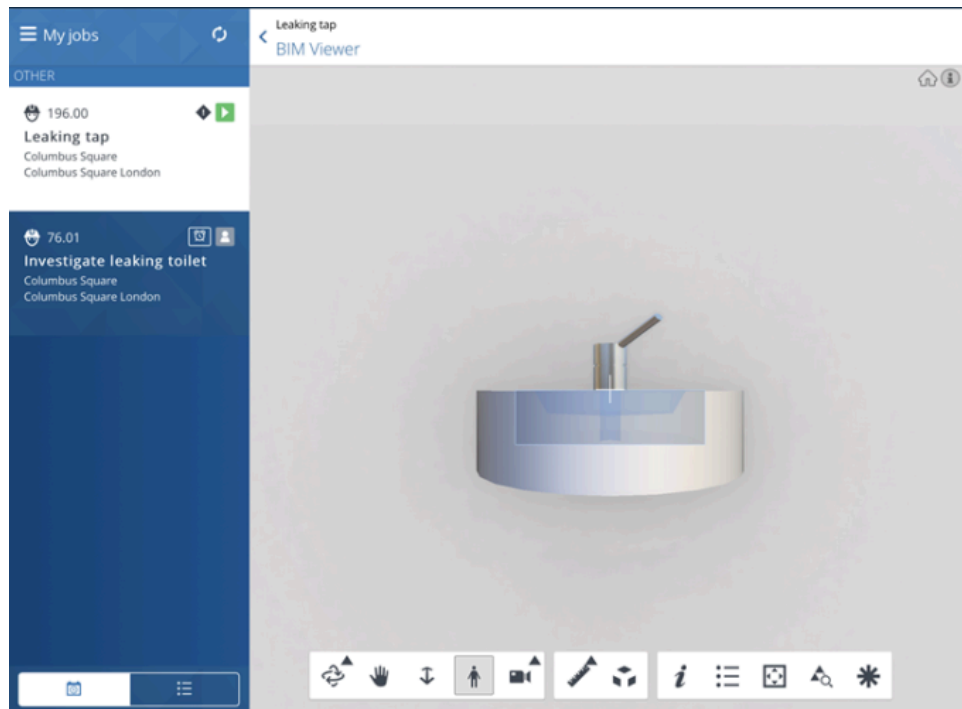 My jobs
OTHER
196.00
Leaking tap
Columbus Square
Columbus Square London
76.01
Investigate leaking toilet
Columbus Square
Columbus Square London
Leaking tap
BIM Viewer